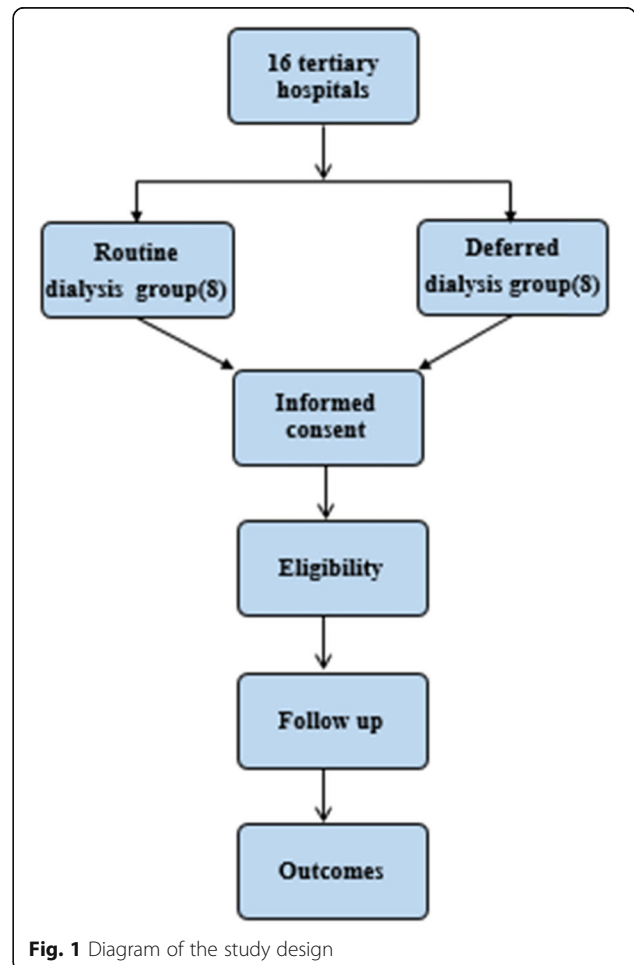 16 tertiary
hospitals
Routine
dialysis group(8)
Deferred
dialysis group(8)
Informed
consent
Eligibility
Follow up
Outcomes
Fig. 1 Diagram of the study design